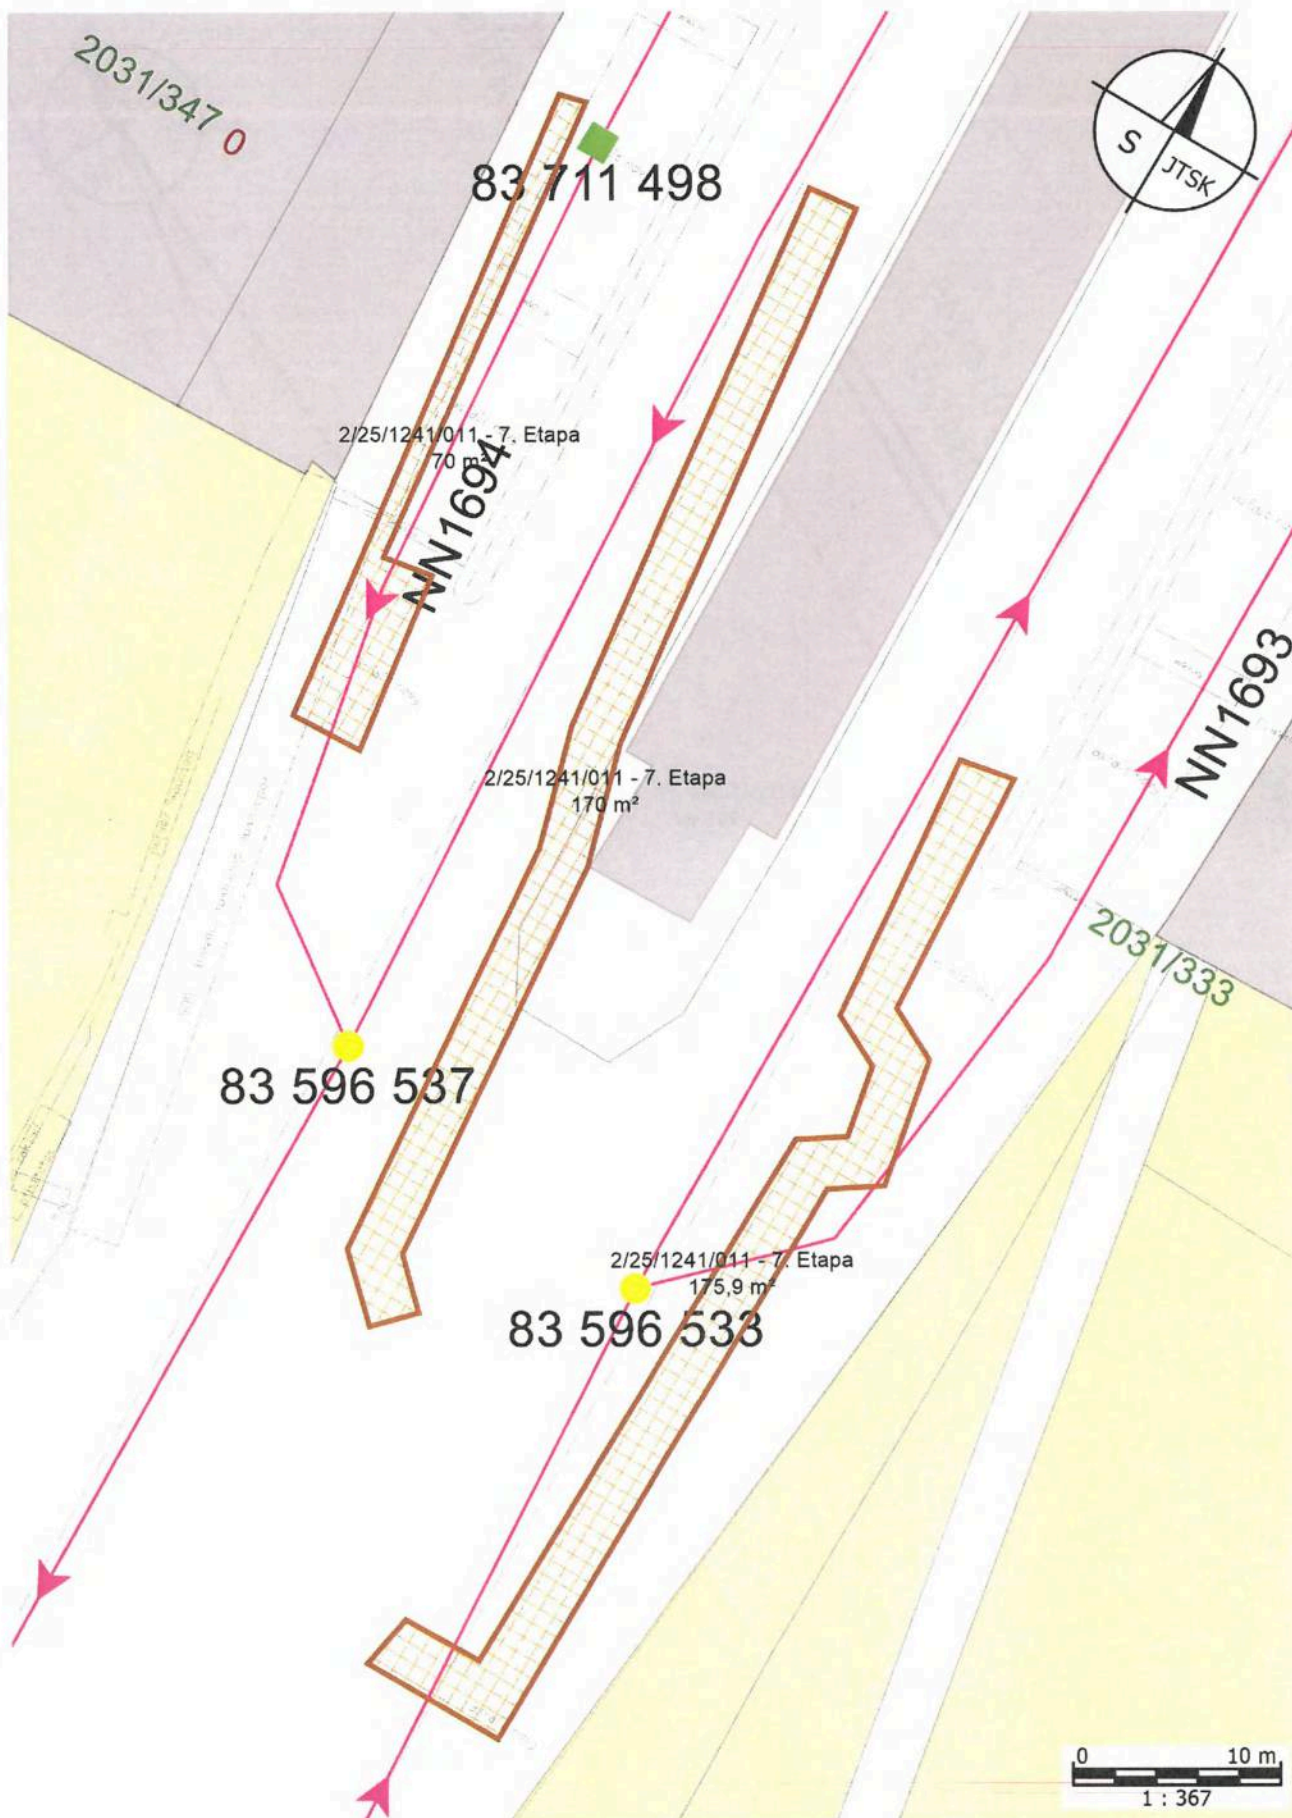 2031/347 0
S
JTSK
83 711 498
2/25/1241/011 - 7. Etapa
70 m²
NN1694
NN1693
2/25/1241/011 - 7. Etapa
170 m²
2031/333
83 596 537
2/25/1241/011 - 7. Etapa
175,9 m²
83 596 533
0 10 m
1 : 367